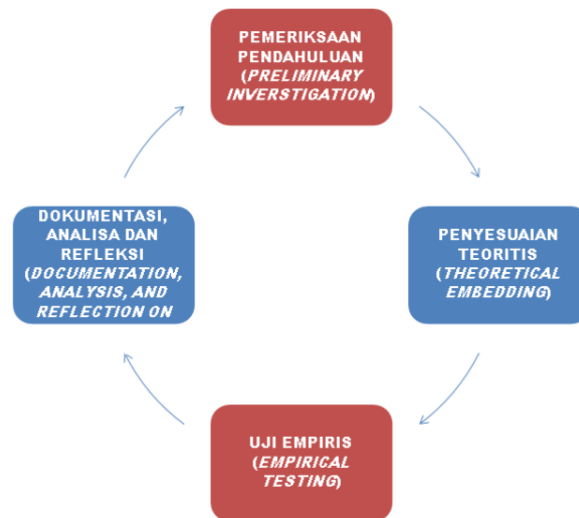 PEMERIKSAAN
PENDAHULUAN
(PRELIMINARY
INVERSTIGATION)
PENYESUAIAN
TEORITIS
(THEORETICAL
EMBEDDING)
UJI EMPIRIS
(EMPIRICAL
TESTING)
DOKUMENTASI,
ANALISA DAN
REFLEKSI
(DOCUMENTATION,
ANALYSIS, AND
REFLECTION ON